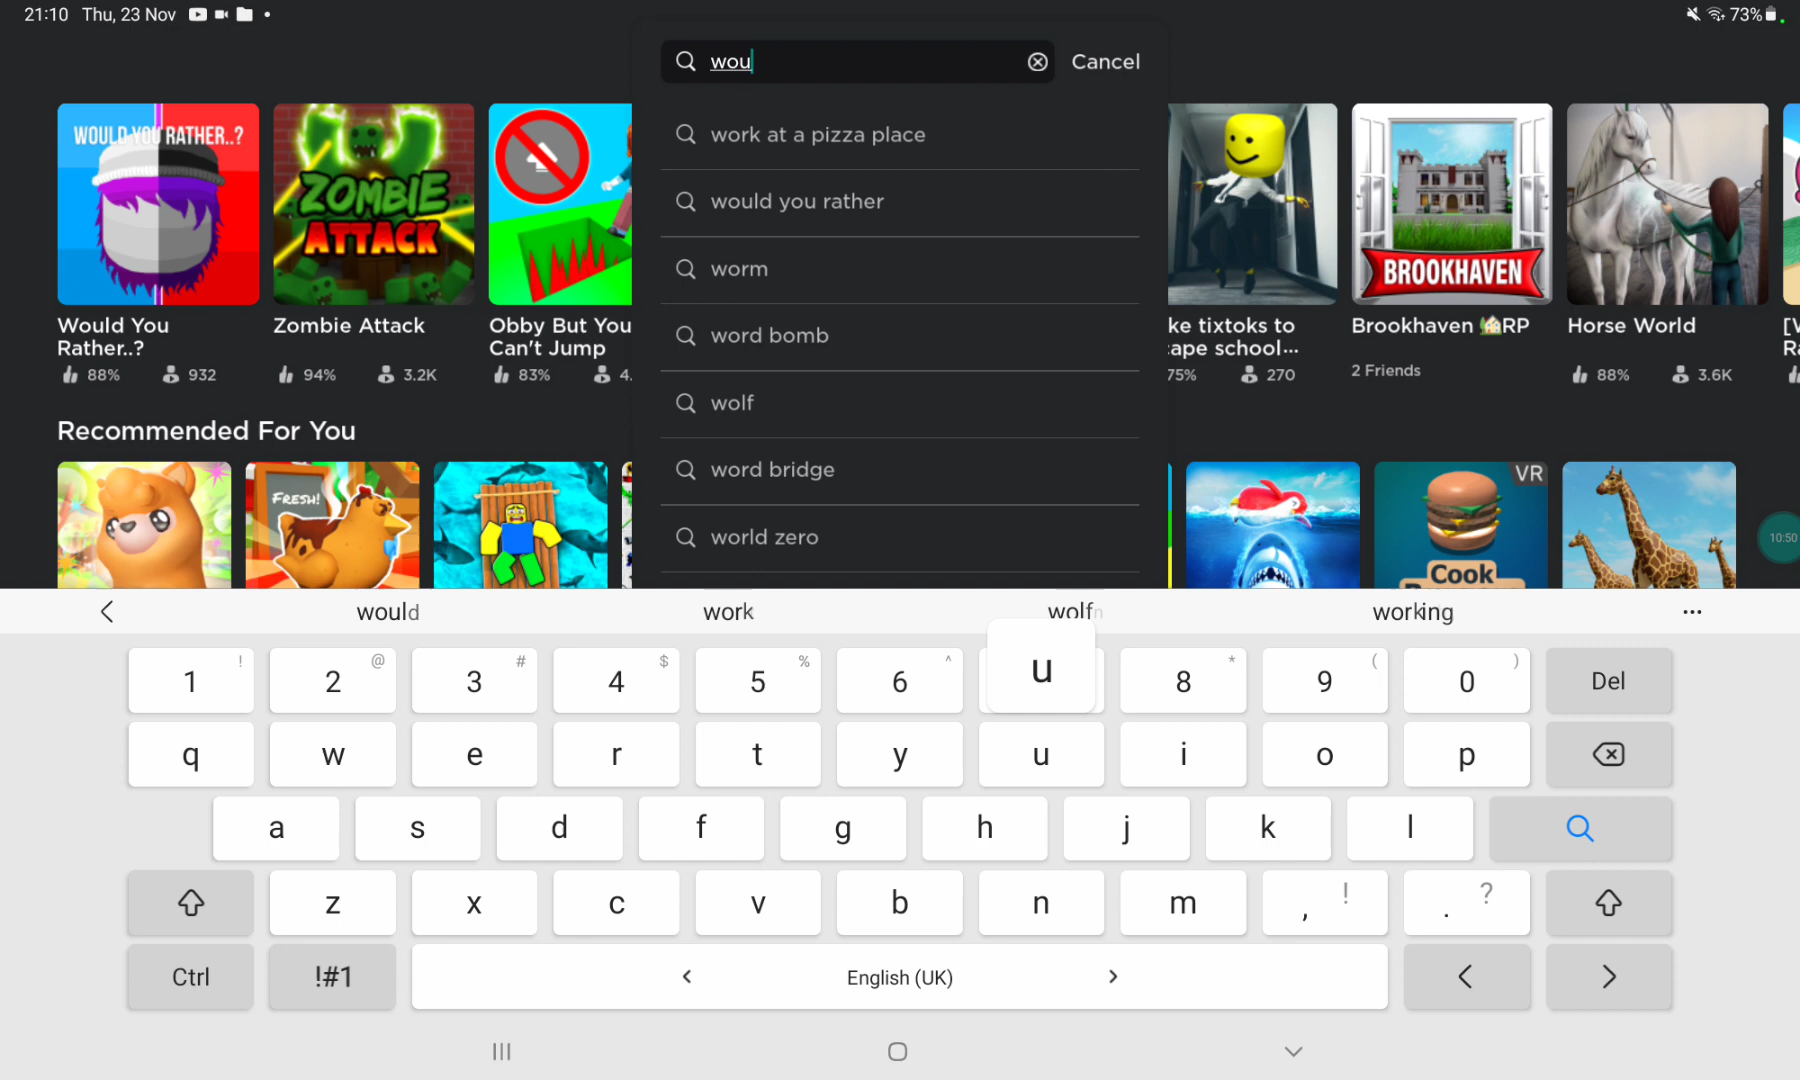 21:10 Thu, 23 Nov
73%
wou
Cancel
work at a pizza place
would you rather
worm
word bomb
wolf
word bridge
world zero
WOULD YOU RATHER..?
ZOMBIE
ATTACK
BROOKHAVEN
Would You
Rather..?
88% 932
Zombie Attack
94% 3.2K
Obby But You
Can't Jump
83% 4.
ke tixtoks to
cape school...
75% 270
Brookhaven 🏡RP
2 Friends
Horse World
88% 3.6K
Recommended For You
FRESH!
VR
Cook
10:50
would work wolf working
1 ! 2 @ 3 # 4 $ 5 % 6 ^ u 8 * 9 ( 0 ) Del
q w e r t y u i o p
a s d f g h j k l
z x c v b n m , ! . ?
Ctrl !#1 < English (UK) > < >